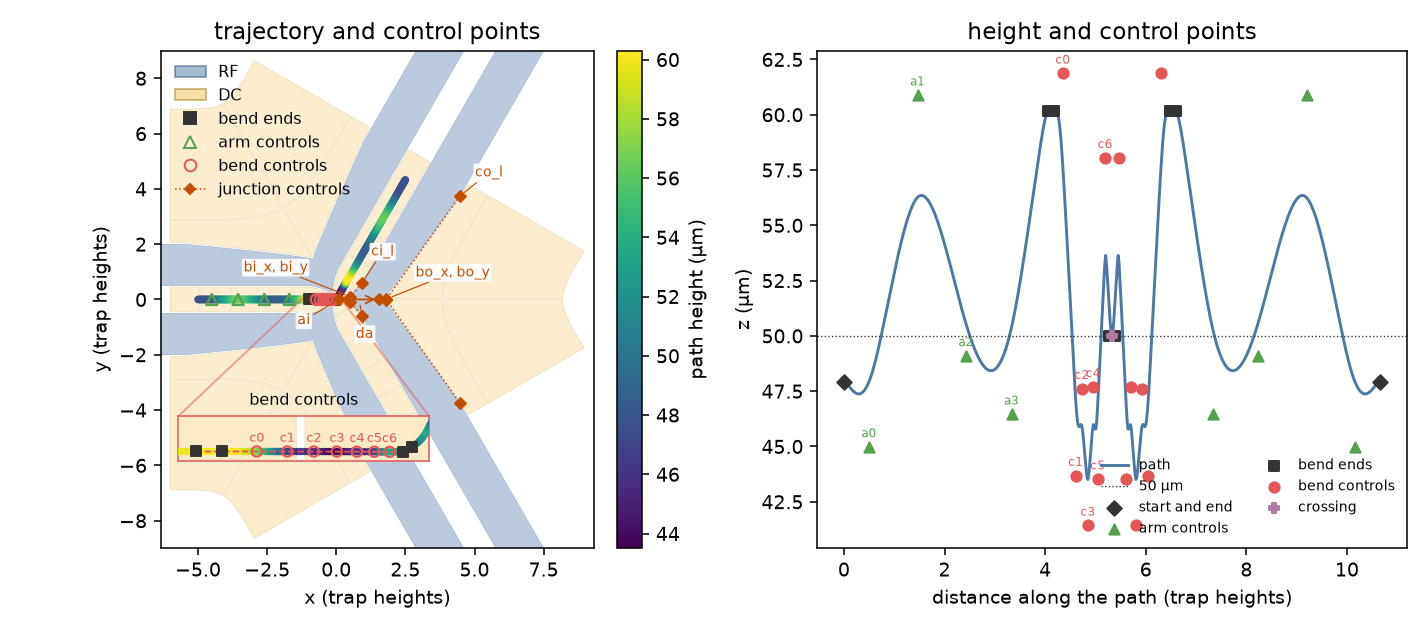 trajectory and control points
RF
DC
bend ends
arm controls
bend controls
junction controls
co_l
ci_l
bi_x, bi_y
bo_x, bo_y
ai
da
bend controls
c0 c1 c2 c3 c4 c5 c6
8
6
4
2
0
−2
−4
−6
−8
y (trap heights)
−5.0 −2.5 0.0 2.5 5.0 7.5
x (trap heights)
60
58
56
54
52
50
48
46
44
path height (μm)
height and control points
62.5
60.0
57.5
55.0
52.5
50.0
47.5
45.0
42.5
z (μm)
c0
a1
c6
a2
c2 c4
a3
a0
c1 c5
c3
path
50 μm
start and end
arm controls
bend ends
bend controls
crossing
0 2 4 6 8 10
distance along the path (trap heights)